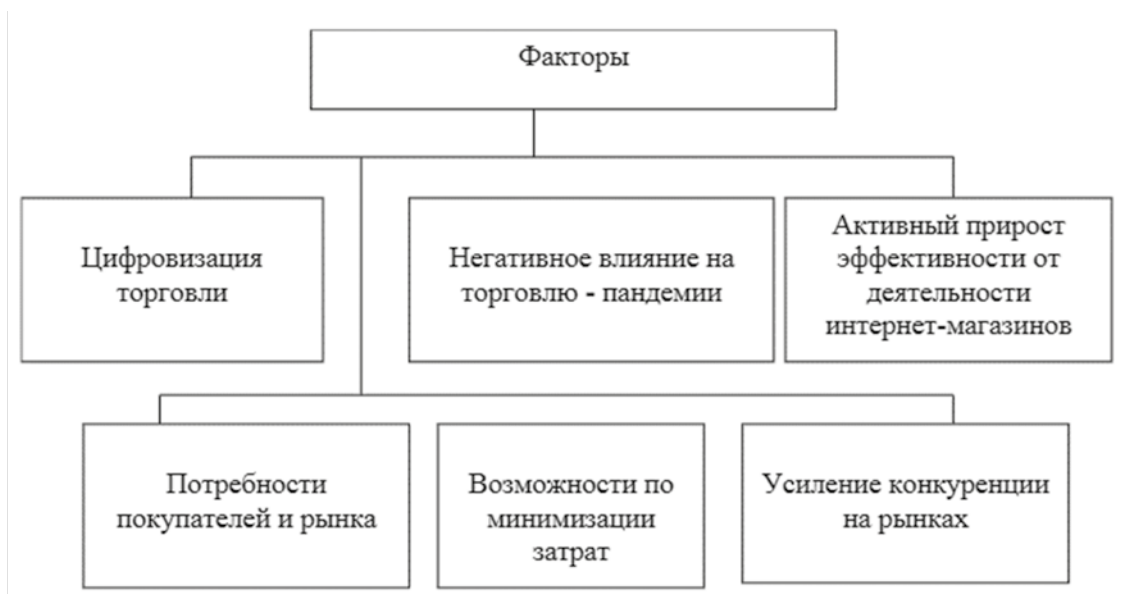 Факторы
Цифровизация
торговли
Негативное влияние на
торговлю - пандемии
Активный прирост
эффективности от
деятельности
интернет-магазинов
Потребности
покупателей и рынка
Возможности по
минимизации
затрат
Усиление конкуренции
на рынках